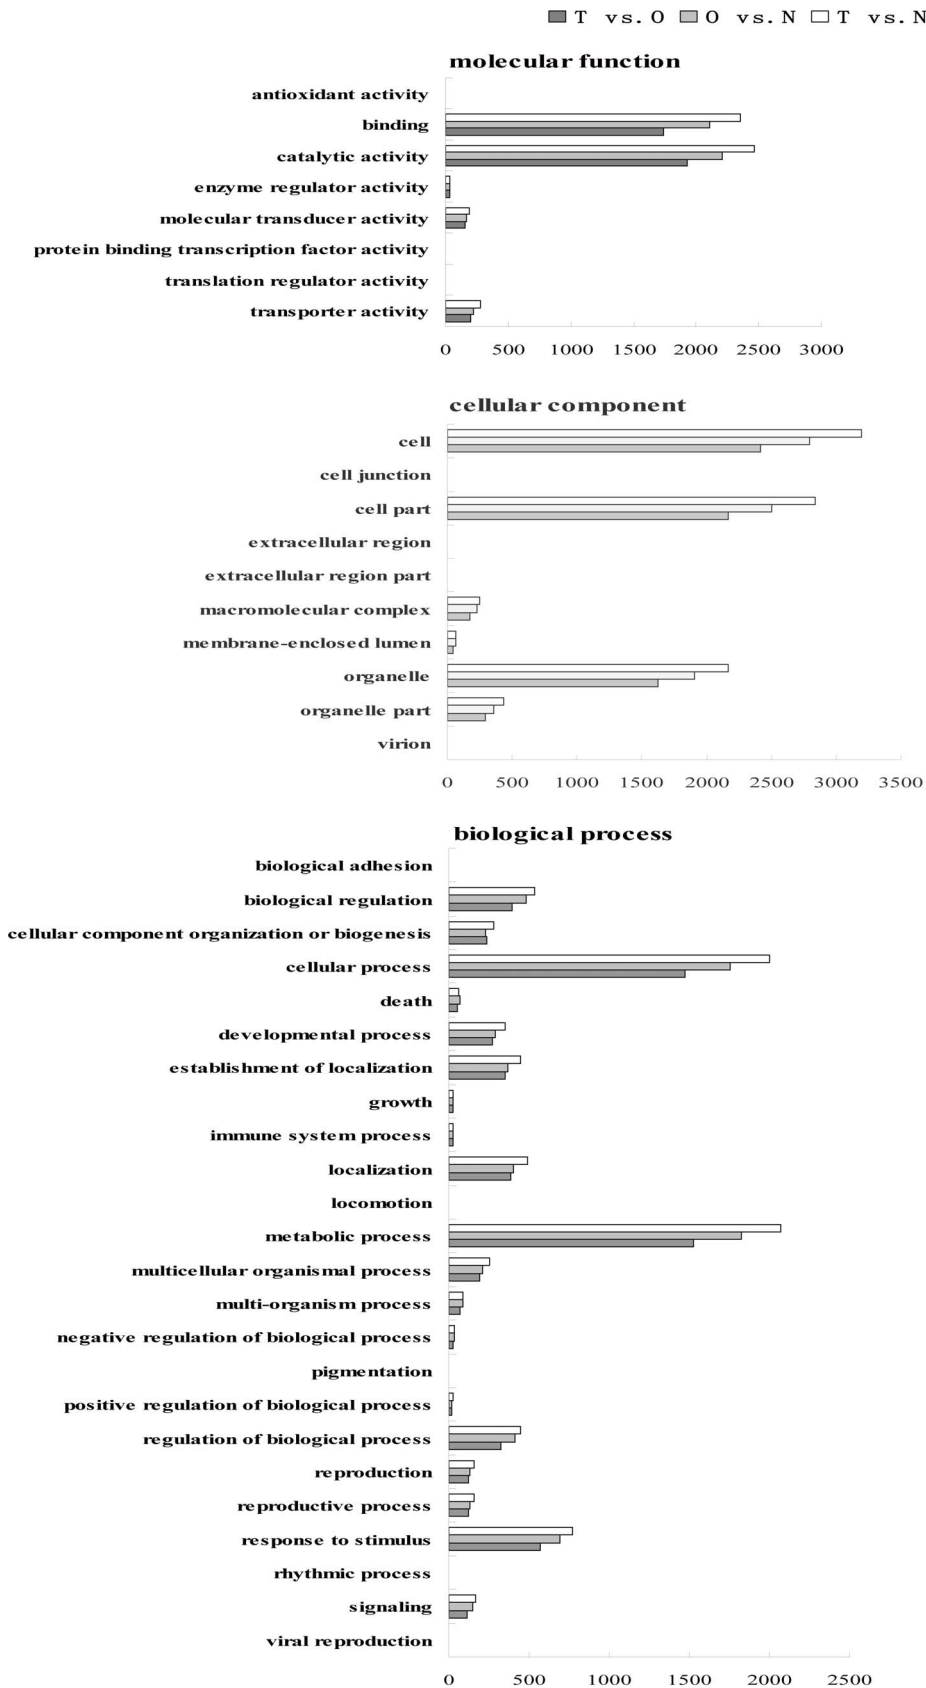 T vs.O O vs.N T vs.N
molecular function
antioxidant activity
binding
catalytic activity
enzyme regulator activity
molecular transducer activity
protein binding transcription factor activity
translation regulator activity
transporter activity
0 500 1000 1500 2000 2500 3000
cellular component
cell
cell junction
cell part
extracellular region
extracellular region part
macromolecular complex
membrane-enclosed lumen
organelle
organelle part
virion
0 500 1000 1500 2000 2500 3000 3500
biological process
biological adhesion
biological regulation
cellular component organization or biogenesis
cellular process
death
developmental process
establishment of localization
growth
immune system process
localization
locomotion
metabolic process
multicellular organismal process
multi-organism process
negative regulation of biological process
pigmentation
positive regulation of biological process
regulation of biological process
reproduction
reproductive process
response to stimulus
rhythmic process
signaling
viral reproduction
0 500 1000 1500 2000 2500